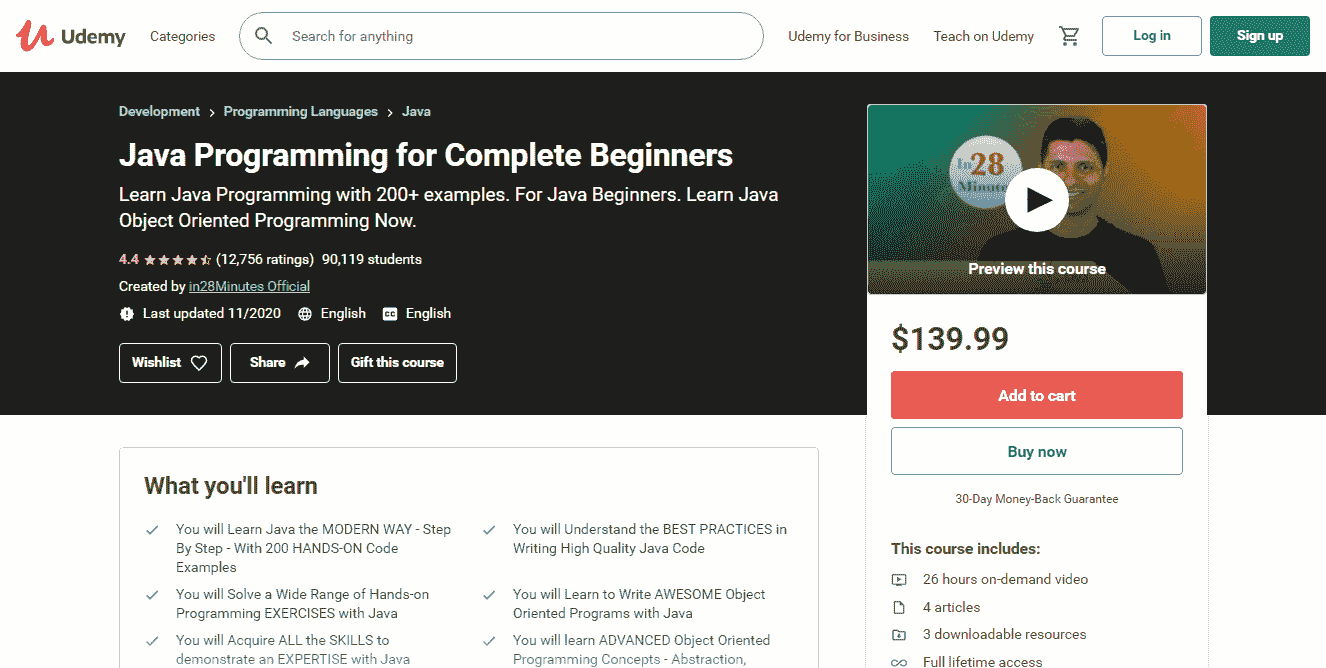 Udemy
Categories
Search for anything
Udemy for Business
Teach on Udemy
Log in
Sign up
Development > Programming Languages > Java
Java Programming for Complete Beginners
Learn Java Programming with 200+ examples. For Java Beginners. Learn Java
Object Oriented Programming Now.
4.4 (12,756 ratings) 90,119 students
Created by in28Minutes Official
Last updated 11/2020 English CC English
Wishlist
Share
Gift this course
What you'll learn
You will Learn Java the MODERN WAY - Step
By Step - With 200 HANDS-ON Code
Examples
You will Understand the BEST PRACTICES in
Writing High Quality Java Code
You will Solve a Wide Range of Hands-on
Programming EXERCISES with Java
You will Learn to Write AWESOME Object
Oriented Programs with Java
You will Acquire ALL the SKILLS to
demonstrate an EXPERTISE with Java
You will learn ADVANCED Object Oriented
Programming Concepts - Abstraction,
In28
Preview this course
$139.99
Add to cart
Buy now
30-Day Money-Back Guarantee
This course includes:
26 hours on-demand video
4 articles
3 downloadable resources
Full lifetime access